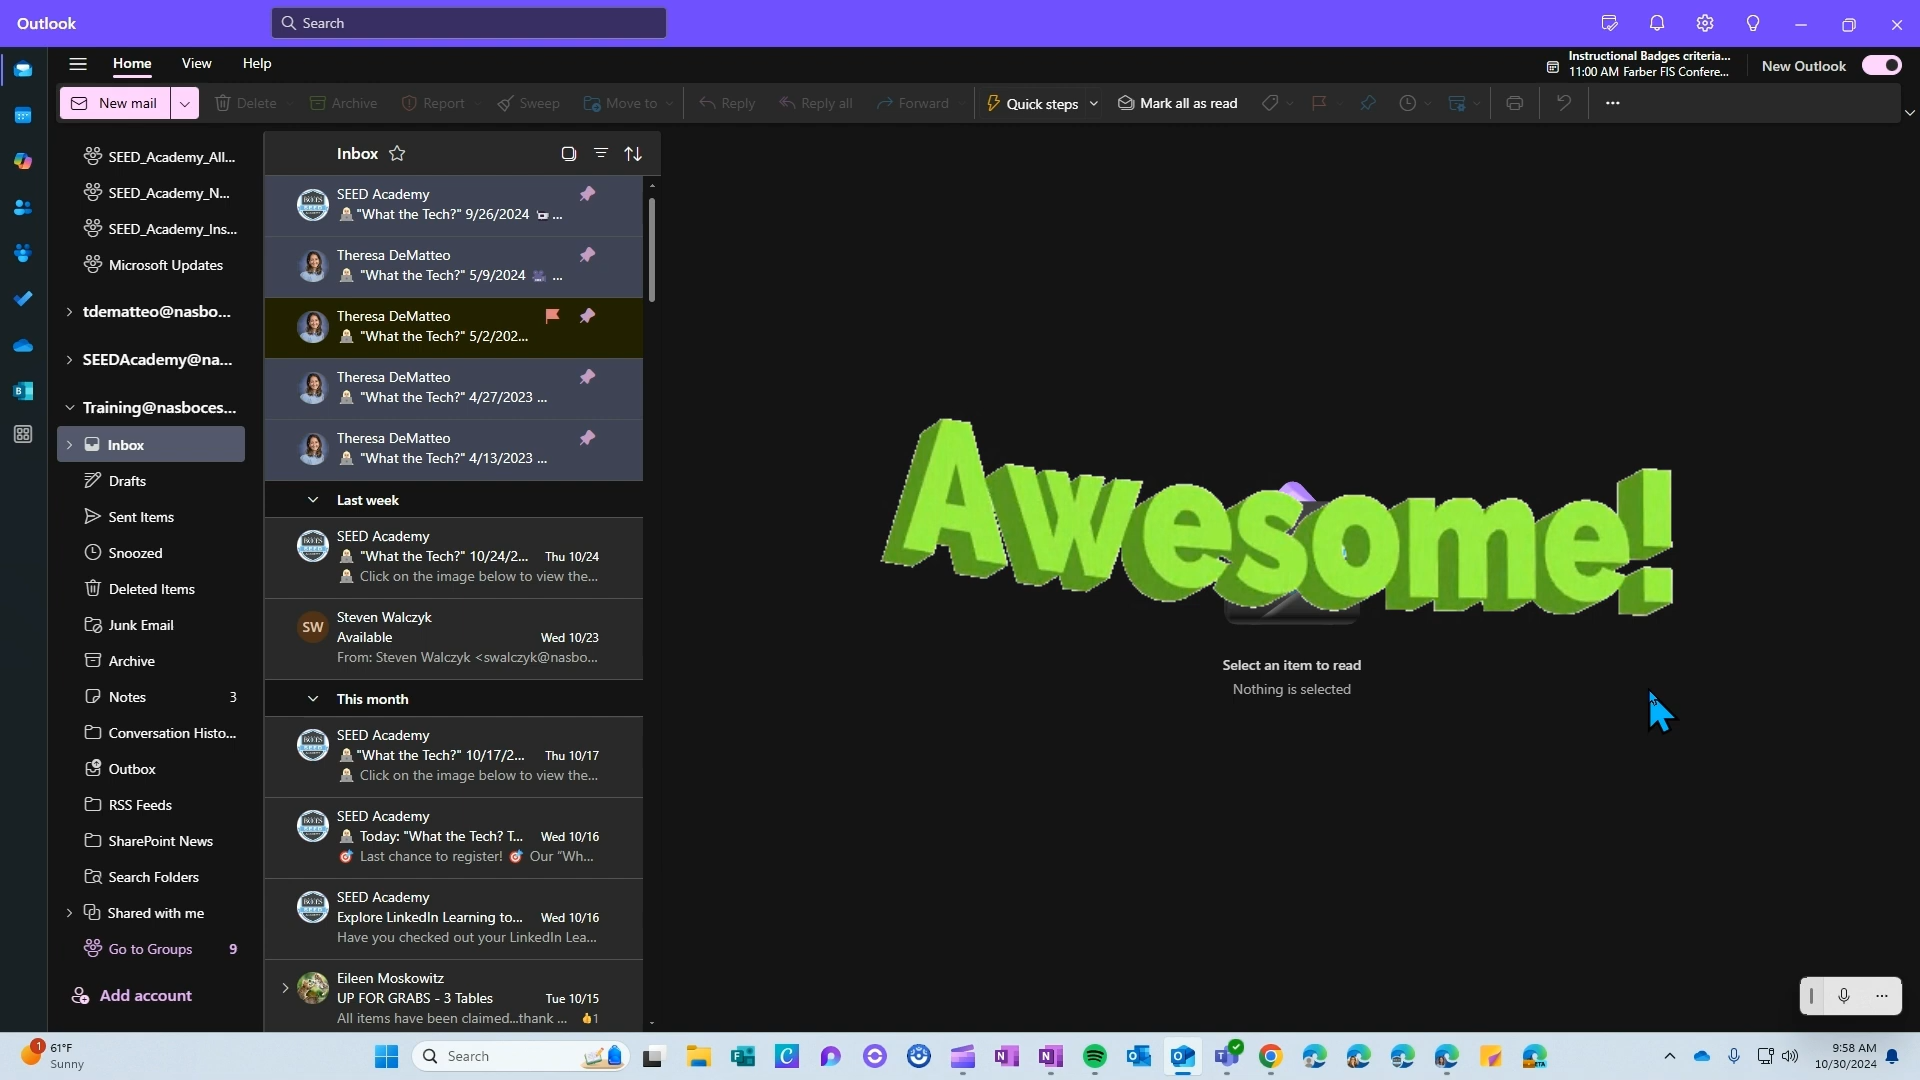 Outlook
Search
Home
View
Help
Instructional Badges criteria...
11:00 AM Farber FIS Confere...
New Outlook
New mail
Delete
Archive
Report
Sweep
Move to
Reply
Reply all
Forward
Quick steps
Mark all as read
SEED_Academy_All...
SEED_Academy_N...
SEED_Academy_Ins...
Microsoft Updates
tdematteo@nasbo...
SEEDAcademy@na...
Training@nasboces...
Inbox
Drafts
Sent Items
Snoozed
Deleted Items
Junk Email
Archive
Notes 3
Conversation Histo...
Outbox
RSS Feeds
SharePoint News
Search Folders
Shared with me
Go to Groups 9
Add account
Inbox
SEED Academy
"What the Tech?" 9/26/2024 ...
Theresa DeMatteo
"What the Tech?" 5/9/2024 ...
Theresa DeMatteo
"What the Tech?" 5/2/202...
Theresa DeMatteo
"What the Tech?" 4/27/2023 ...
Theresa DeMatteo
"What the Tech?" 4/13/2023 ...
Last week
SEED Academy
"What the Tech?" 10/24/2... Thu 10/24
Click on the image below to view the...
SW
Steven Walczyk
Available Wed 10/23
From: Steven Walczyk <swalczyk@nasbo...
This month
SEED Academy
"What the Tech?" 10/17/2... Thu 10/17
Click on the image below to view the...
SEED Academy
Today: "What the Tech? T... Wed 10/16
Last chance to register! Our "Wh...
SEED Academy
Explore LinkedIn Learning to... Wed 10/16
Have you checked out your LinkedIn Lea...
Eileen Moskowitz
UP FOR GRABS - 3 Tables Tue 10/15
All items have been claimed...thank ... 1
Awesome!
Select an item to read
Nothing is selected
1
61°F
Sunny
Search
9:58 AM
10/30/2024